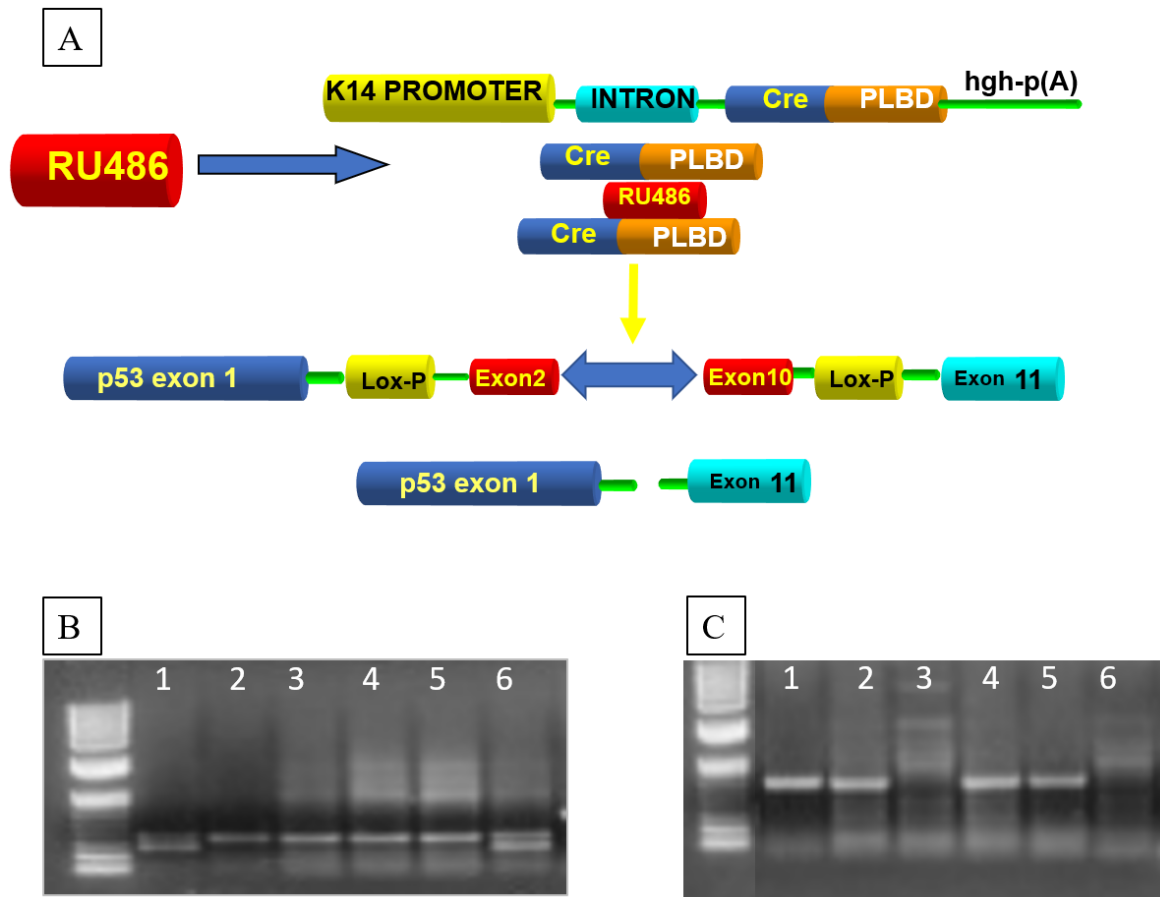 A
K14 PROMOTER
INTRON
Cre
PLBD
hgh-p(A)
RU486
Cre
PLBD
RU486
Cre
PLBD
p53 exon 1
Lox-P
Exon2
Exon10
Lox-P
Exon 11
p53 exon 1
Exon 11
B
1 2 3 4 5 6
C
1 2 3 4 5 6